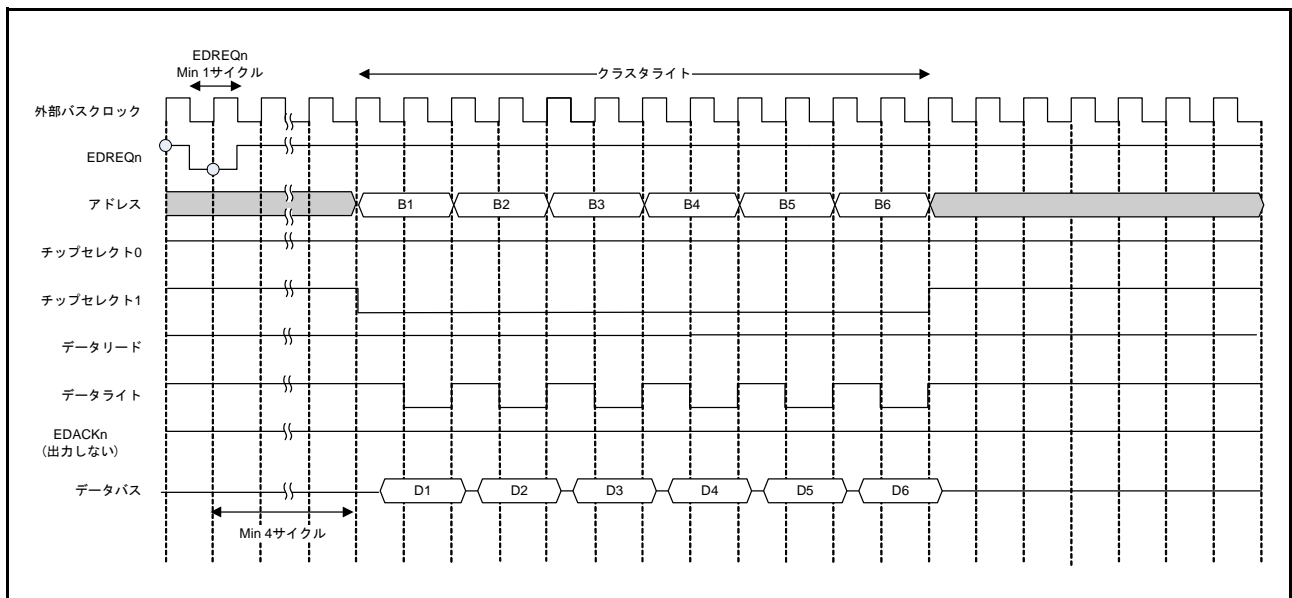 EDREQn
Min 1サイクル
クラスタライト
外部バスクロック
EDREQn
アドレス
B1
B2
B3
B4
B5
B6
チップセレクト0
チップセレクト1
データリード
データライト
EDACKn
(出力しない)
データバス
D1
D2
D3
D4
D5
D6
Min 4サイクル